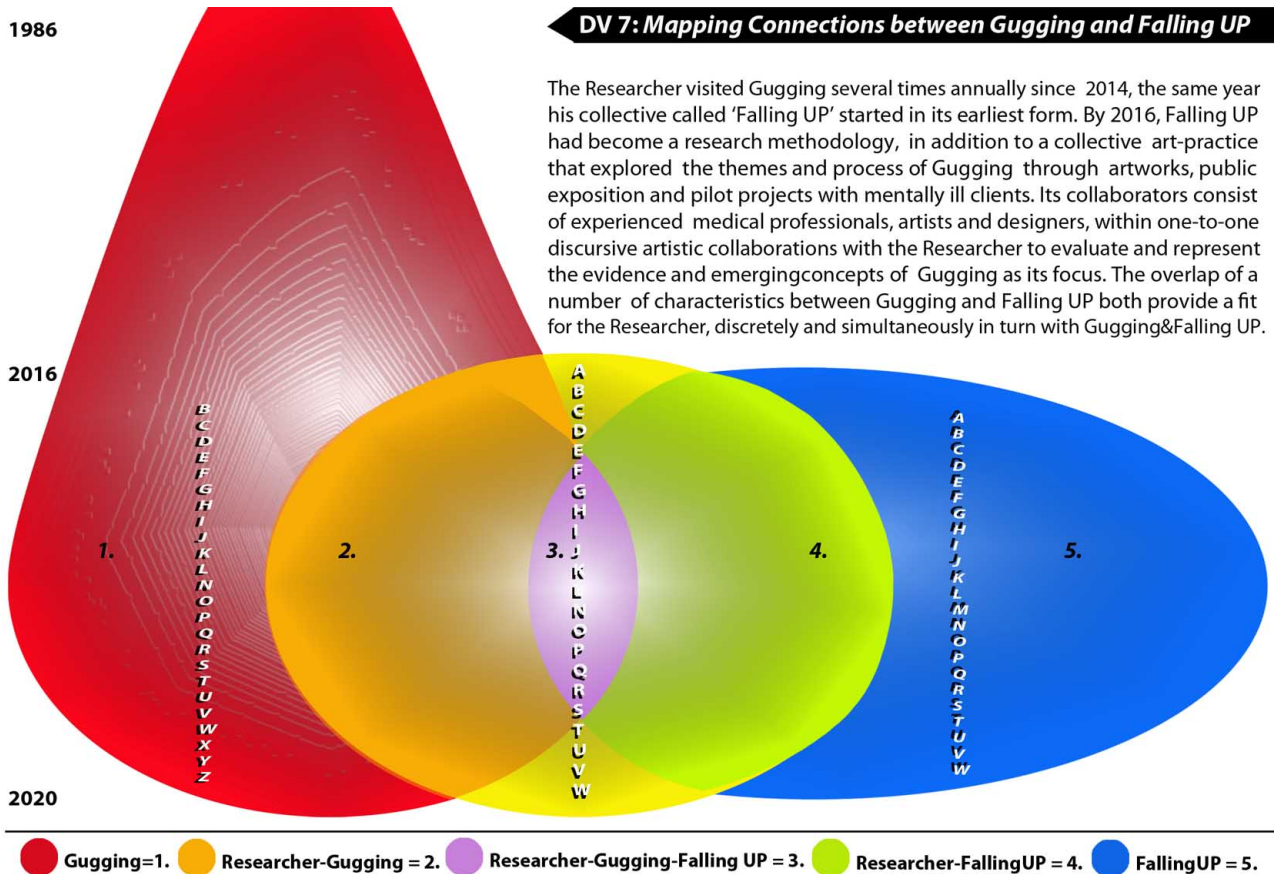 1986
DV 7: Mapping Connections between Gugging and Falling UP
The Researcher visited Gugging several times annually since 2014, the same year
his collective called ‘Falling UP’ started in its earliest form. By 2016, Falling UP
had become a research methodology, in addition to a collective art-practice
that explored the themes and process of Gugging through artworks, public
exposition and pilot projects with mentally ill clients. Its collaborators consist
of experienced medical professionals, artists and designers, within one-to-one
discursive artistic collaborations with the Researcher to evaluate and represent
the evidence and emergingconcepts of Gugging as its focus. The overlap of a
number of characteristics between Gugging and Falling UP both provide a fit
for the Researcher, discretely and simultaneously in turn with Gugging&Falling UP.
2016
1.
B
C
D
E
F
G
H
I
J
K
L
N
O
P
Q
R
S
T
U
V
W
X
Y
Z
2.
3.
A
B
C
D
E
F
G
H
I
J
K
L
N
O
P
Q
R
S
T
U
V
W
4.
A
B
C
D
E
F
G
H
I
J
K
L
M
N
O
P
Q
R
S
T
U
V
W
5.
2020
Gugging=1.
Researcher-Gugging = 2.
Researcher-Gugging-Falling UP = 3.
Researcher-FallingUP = 4.
FallingUP = 5.